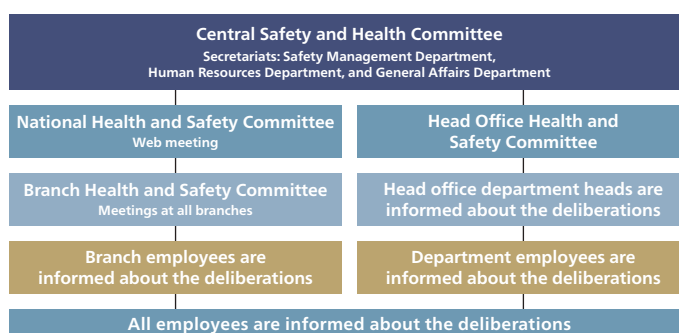 Central Safety and Health Committee
Secretariats: Safety Management Department,
Human Resources Department, and General Affairs Department
National Health and Safety Committee
Web meeting
Head Office Health and
Safety Committee
Branch Health and Safety Committee
Meetings at all branches
Head office department heads are
informed about the deliberations
Branch employees are
informed about the deliberations
Department employees are
informed about the deliberations
All employees are informed about the deliberations